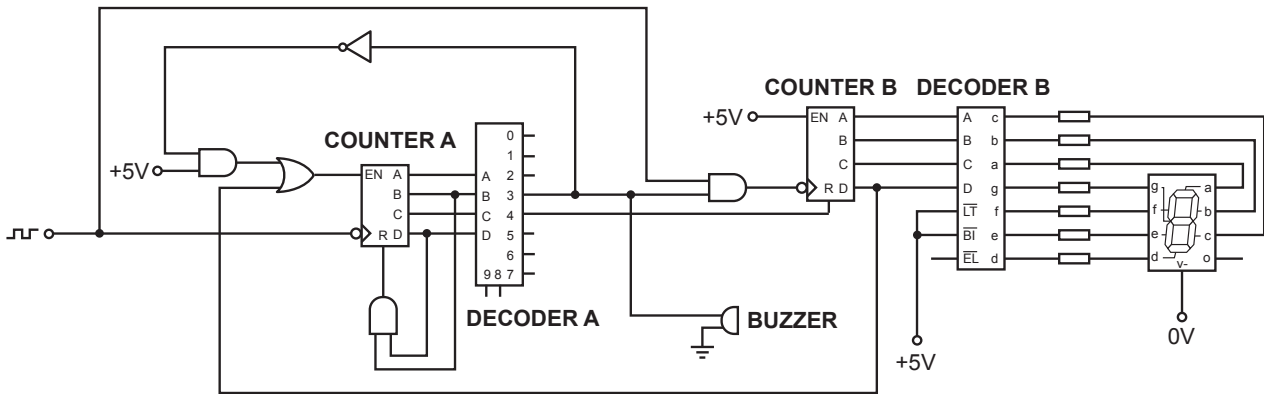 COUNTER B DECODER B
+5V EN A A c
B B b
C C a
R D D g
LT f
BI e
EL d
g a
f b
e c
d v- o
0V
+5V
+5V
COUNTER A
EN A
B
C
R D
0
1
A 2
B 3
C 4
D 5
6
9 8 7
DECODER A
BUZZER